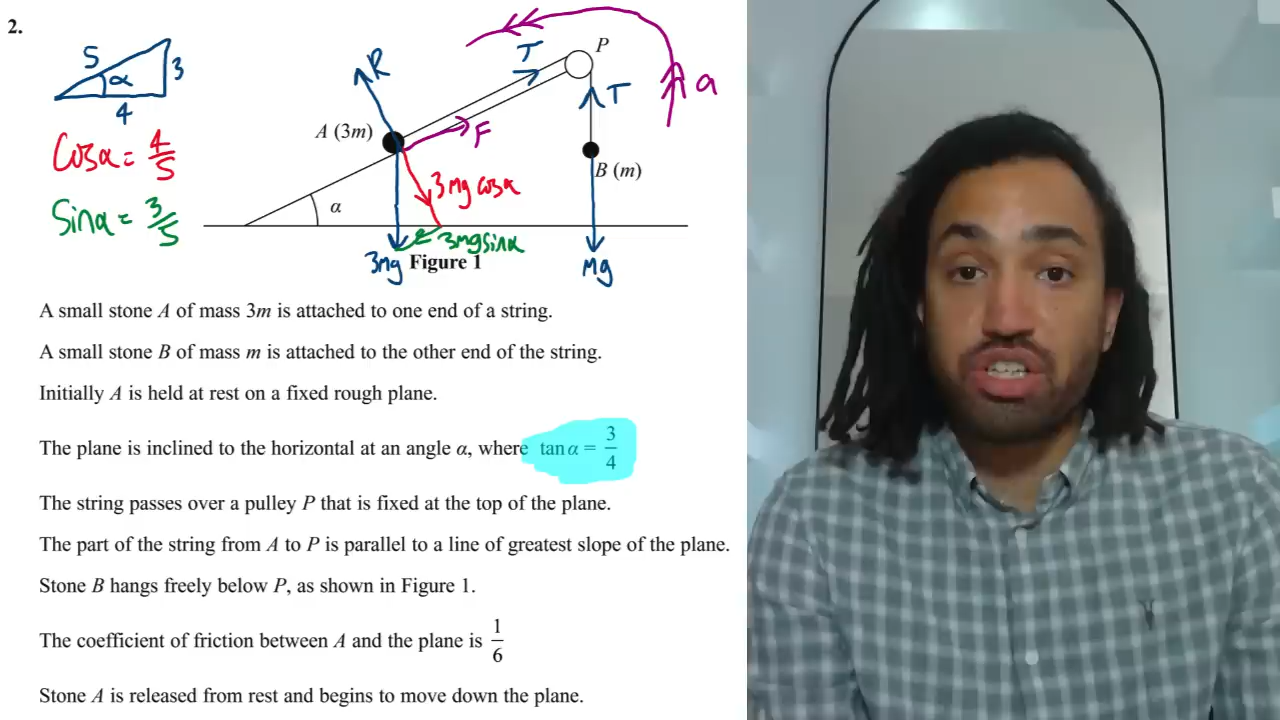 2.
5
α
3
4
cosα = 4/5
sinα = 3/5
R
T
P
a
T
A (3m)
F
B (m)
3mg cosα
α
3mgsinα
3mg
Figure 1
Mg
A small stone A of mass 3m is attached to one end of a string.
A small stone B of mass m is attached to the other end of the string.
Initially A is held at rest on a fixed rough plane.
The plane is inclined to the horizontal at an angle α, where tan α = 3/4
The string passes over a pulley P that is fixed at the top of the plane.
The part of the string from A to P is parallel to a line of greatest slope of the plane.
Stone B hangs freely below P, as shown in Figure 1.
The coefficient of friction between A and the plane is 1/6
Stone A is released from rest and begins to move down the plane.